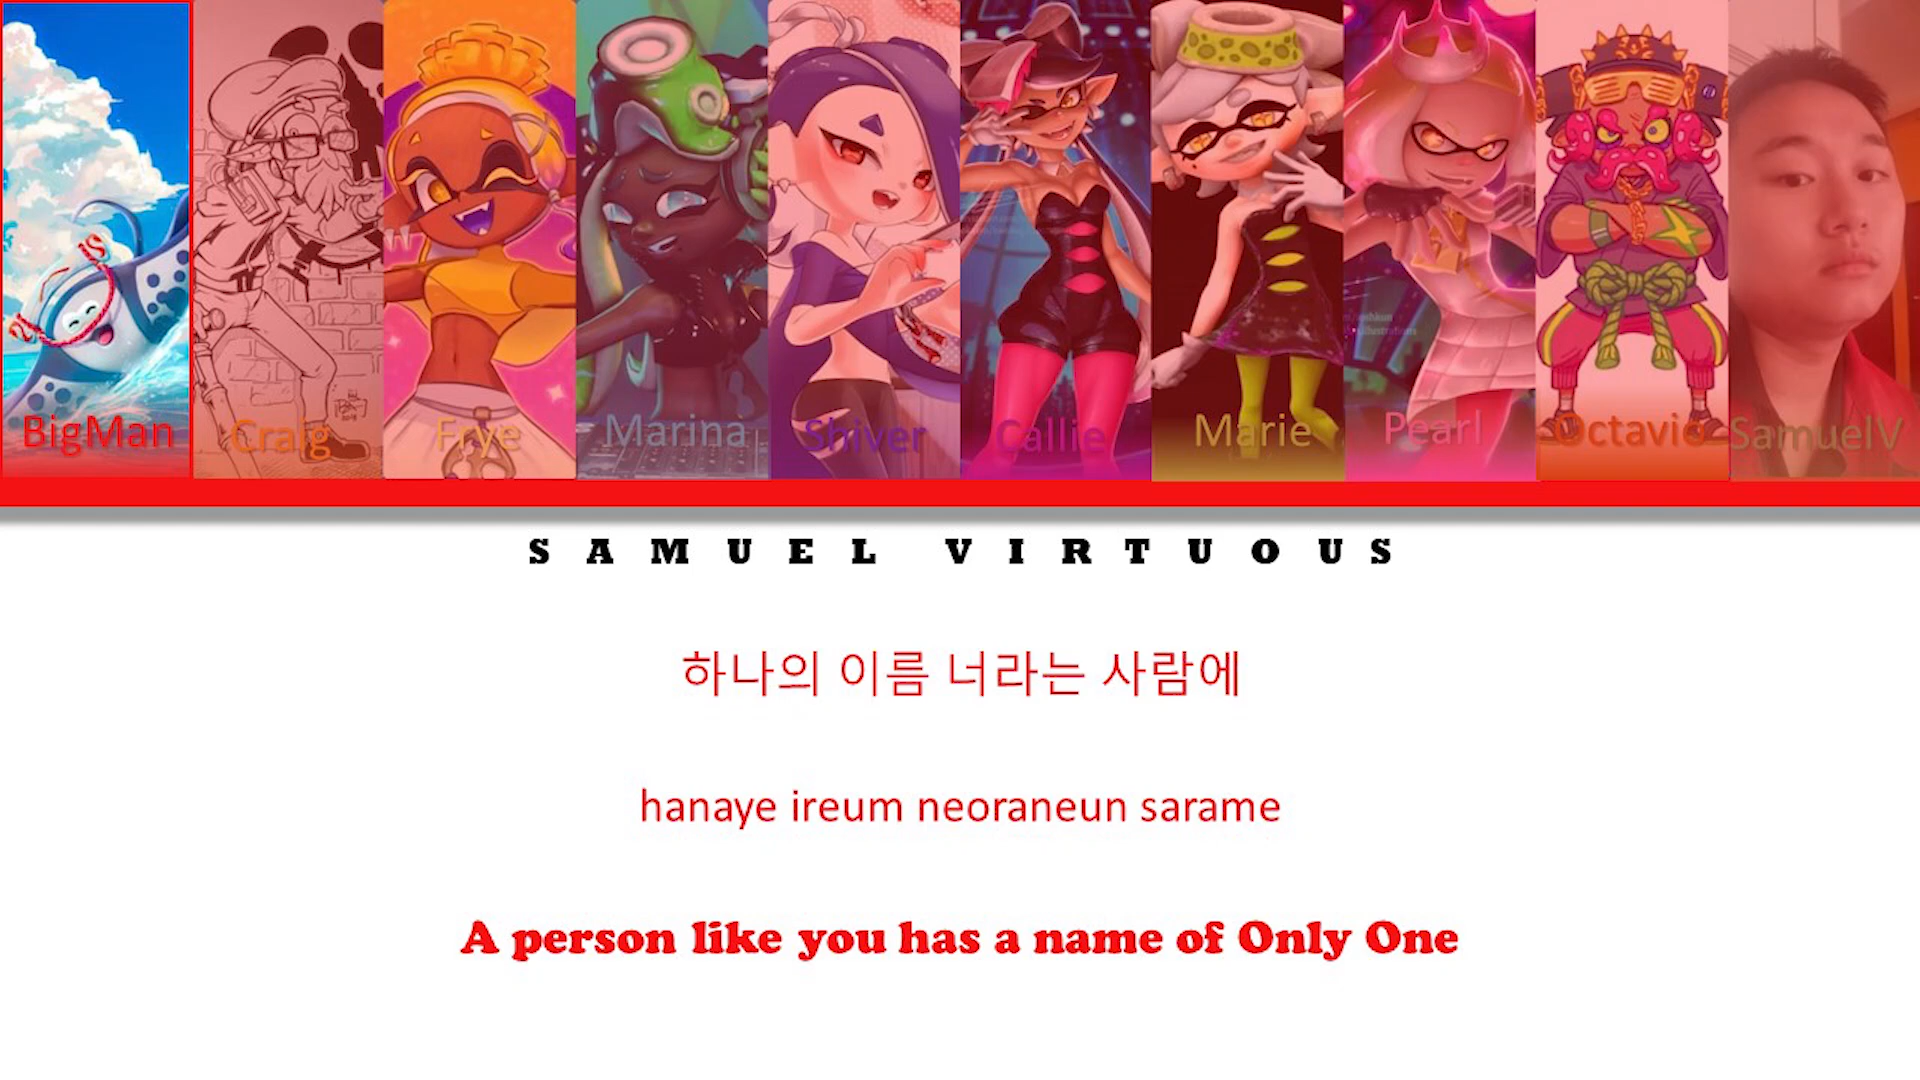 BigMan Craig Frye Marina Shiver Callie Marie Pearl Octavio SamuelV
SAMUEL VIRTUOUS
하나의 이름 너라는 사람에
hanaye ireum neoraneun sarame
A person like you has a name of Only One